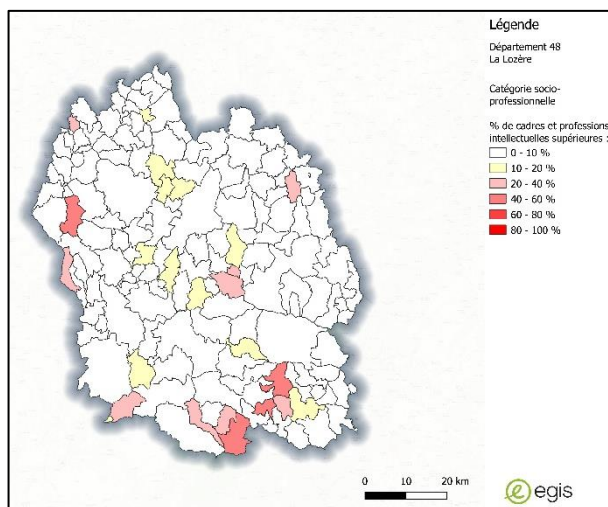 Légende
Département 48
La Lozère
Catégorie socio-
professionnelle
% de cadres et professions
intellectuelles supérieures :
0 - 10 %
10 - 20 %
20 - 40 %
40 - 60 %
60 - 80 %
80 - 100 %
0 10 20 km
egis